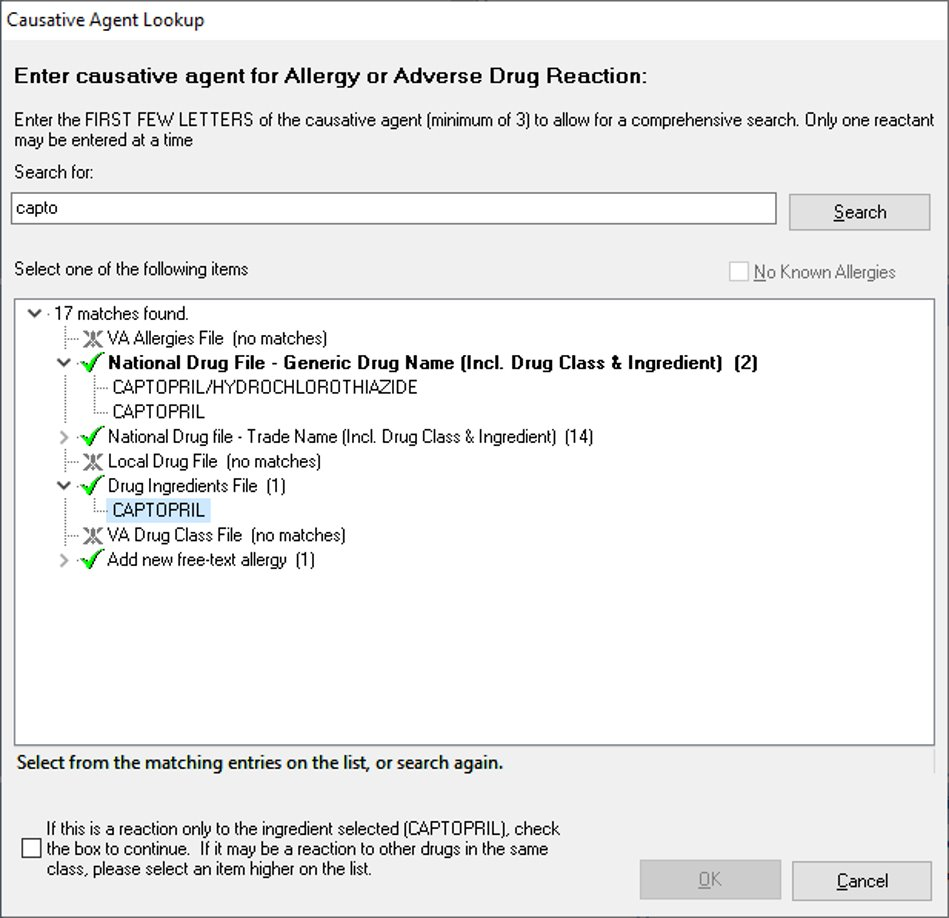 Causative Agent Lookup
Enter causative agent for Allergy or Adverse Drug Reaction:
Enter the FIRST FEW LETTERS of the causative agent (minimum of 3) to allow for a comprehensive search. Only one reactant
may be entered at a time
Search for:
capto
Search
Select one of the following items
No Known Allergies
17 matches found.
VA Allergies File (no matches)
National Drug File - Generic Drug Name (Incl. Drug Class & Ingredient) (2)
CAPTOPRIL/HYDROCHLOROTHIAZIDE
CAPTOPRIL
National Drug file - Trade Name (Incl. Drug Class & Ingredient) (14)
Local Drug File (no matches)
Drug Ingredients File (1)
CAPTOPRIL
VA Drug Class File (no matches)
Add new free-text allergy (1)
Select from the matching entries on the list, or search again.
If this is a reaction only to the ingredient selected (CAPTOPRIL), check
the box to continue. If it may be a reaction to other drugs in the same
class, please select an item higher on the list.
OK
Cancel